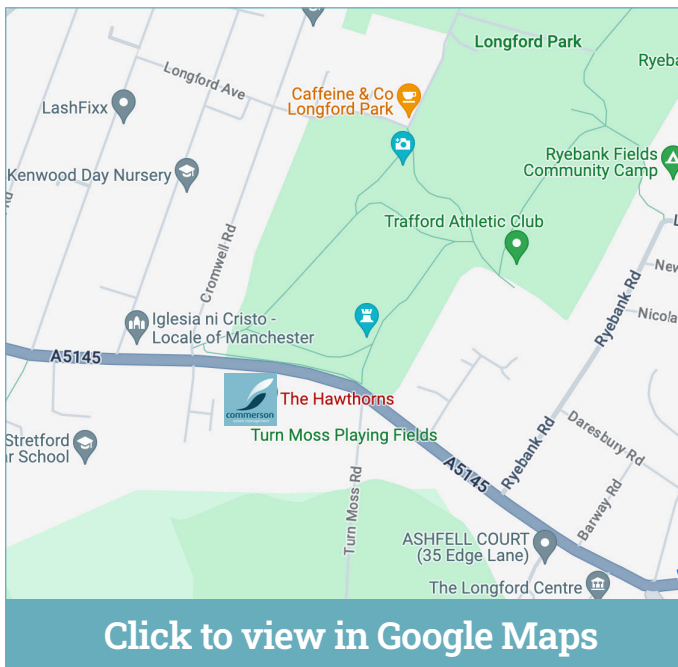 Longford Park
Ryeba
Longford Ave
Caffeine & Co
Longford Park
LashFixx
Ryebank Fields
Community Camp
Kenwood Day Nursery
Trafford Athletic Club
Rd
L
New
Cromwell Rd
Ryebank Rd
Nicola
Iglesia ni Cristo -
Locale of Manchester
A5145
The Hawthorns
commerson
Turn Moss Playing Fields
Stretford
r School
A5145
Ryebank Rd
Daresbury Rd
Turn Moss Rd
Barway Rd
ASHFELL COURT
(35 Edge Lane)
The Longford Centre
Click to view in Google Maps